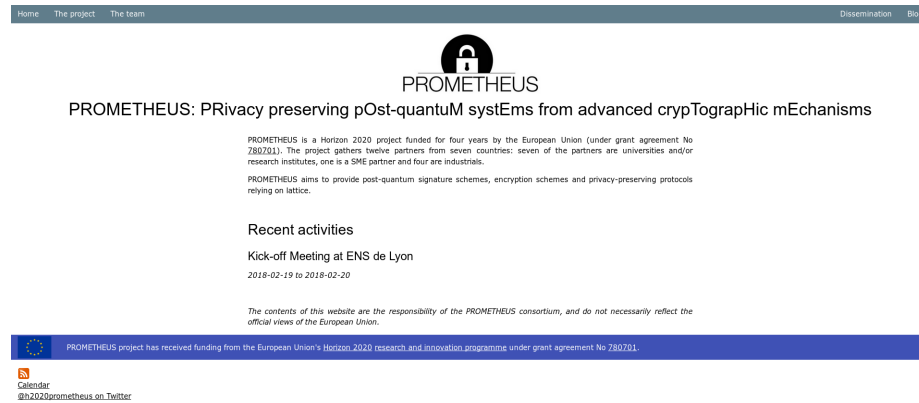 Home The project The team Dissemination Blo
PROMETHEUS
PROMETHEUS: PRivacy preserving pOst-quantuM systEms from advanced crypTograpHic mEchanisms
PROMETHEUS is a Horizon 2020 project funded for four years by the European Union (under grant agreement No
780701). The project gathers twelve partners from seven countries: seven of the partners are universities and/or
research institutes, one is a SME partner and four are industrials.
PROMETHEUS aims to provide post-quantum signature schemes, encryption schemes and privacy-preserving protocols
relying on lattice.
Recent activities
Kick-off Meeting at ENS de Lyon
2018-02-19 to 2018-02-20
The contents of this website are the responsibility of the PROMETHEUS consortium, and do not necessarily reflect the
official views of the European Union.
PROMETHEUS project has received funding from the European Union's Horizon 2020 research and innovation programme under grant agreement No 780701.
Calendar
@h2020prometheus on Twitter